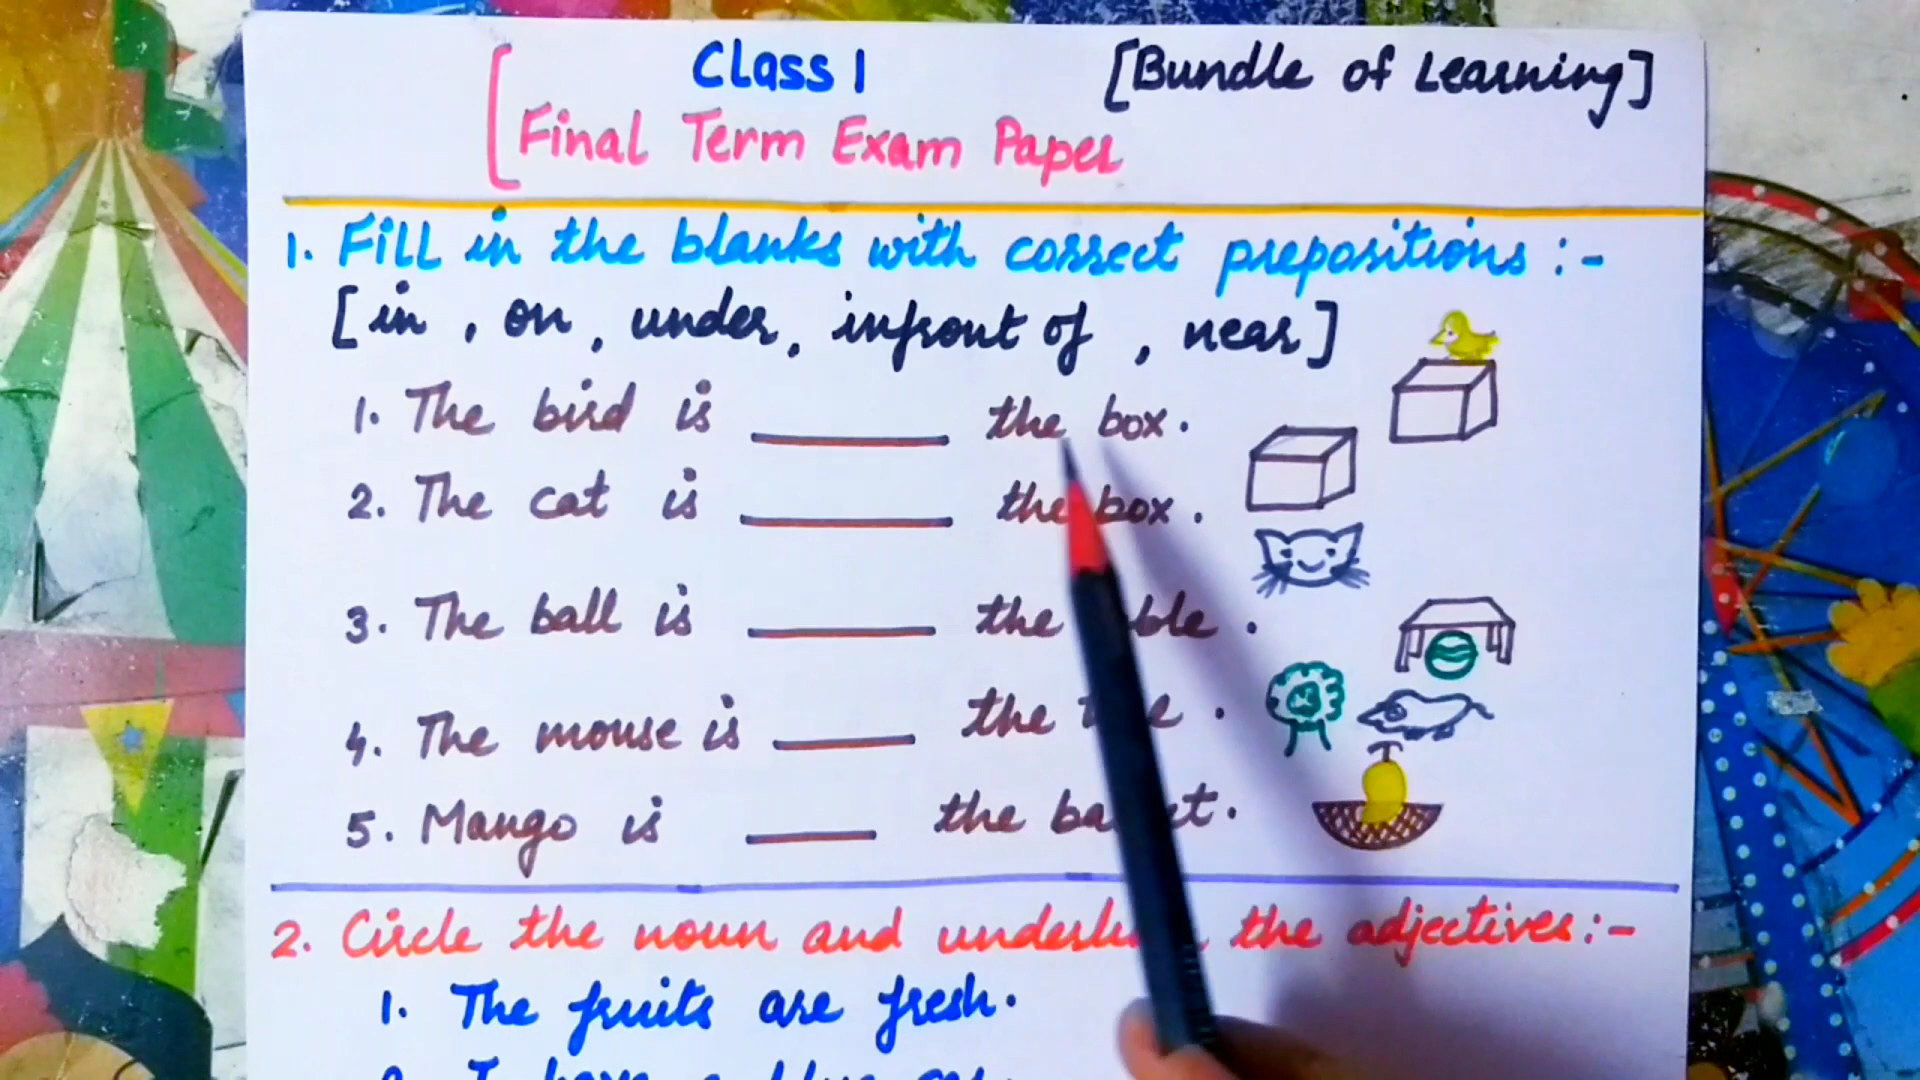 Class 1 [Bundle of Learning]
[Final Term Exam Paper
1. Fill in the blanks with correct prepositions :-
[in , on , under , infront of , near]
1. The bird is ______ the box.
2. The cat is ______ the box.
3. The ball is ______ the .
4. The mouse is ______ the .
5. Mango is ______ the .
2. Circle the noun and the adjectives :-
1. The fruits are fresh.